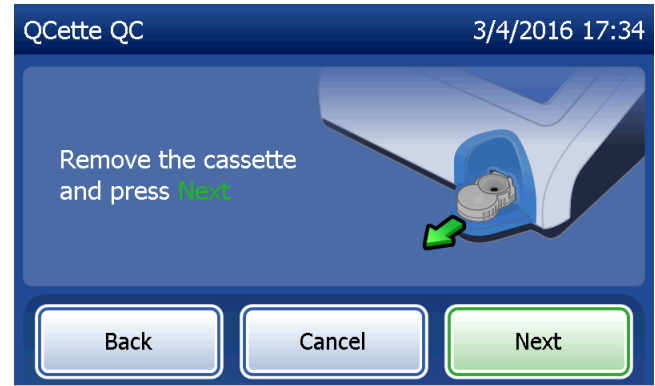 QCette QC 3/4/2016 17:34
Remove the cassette
and press Next
Back Cancel Next